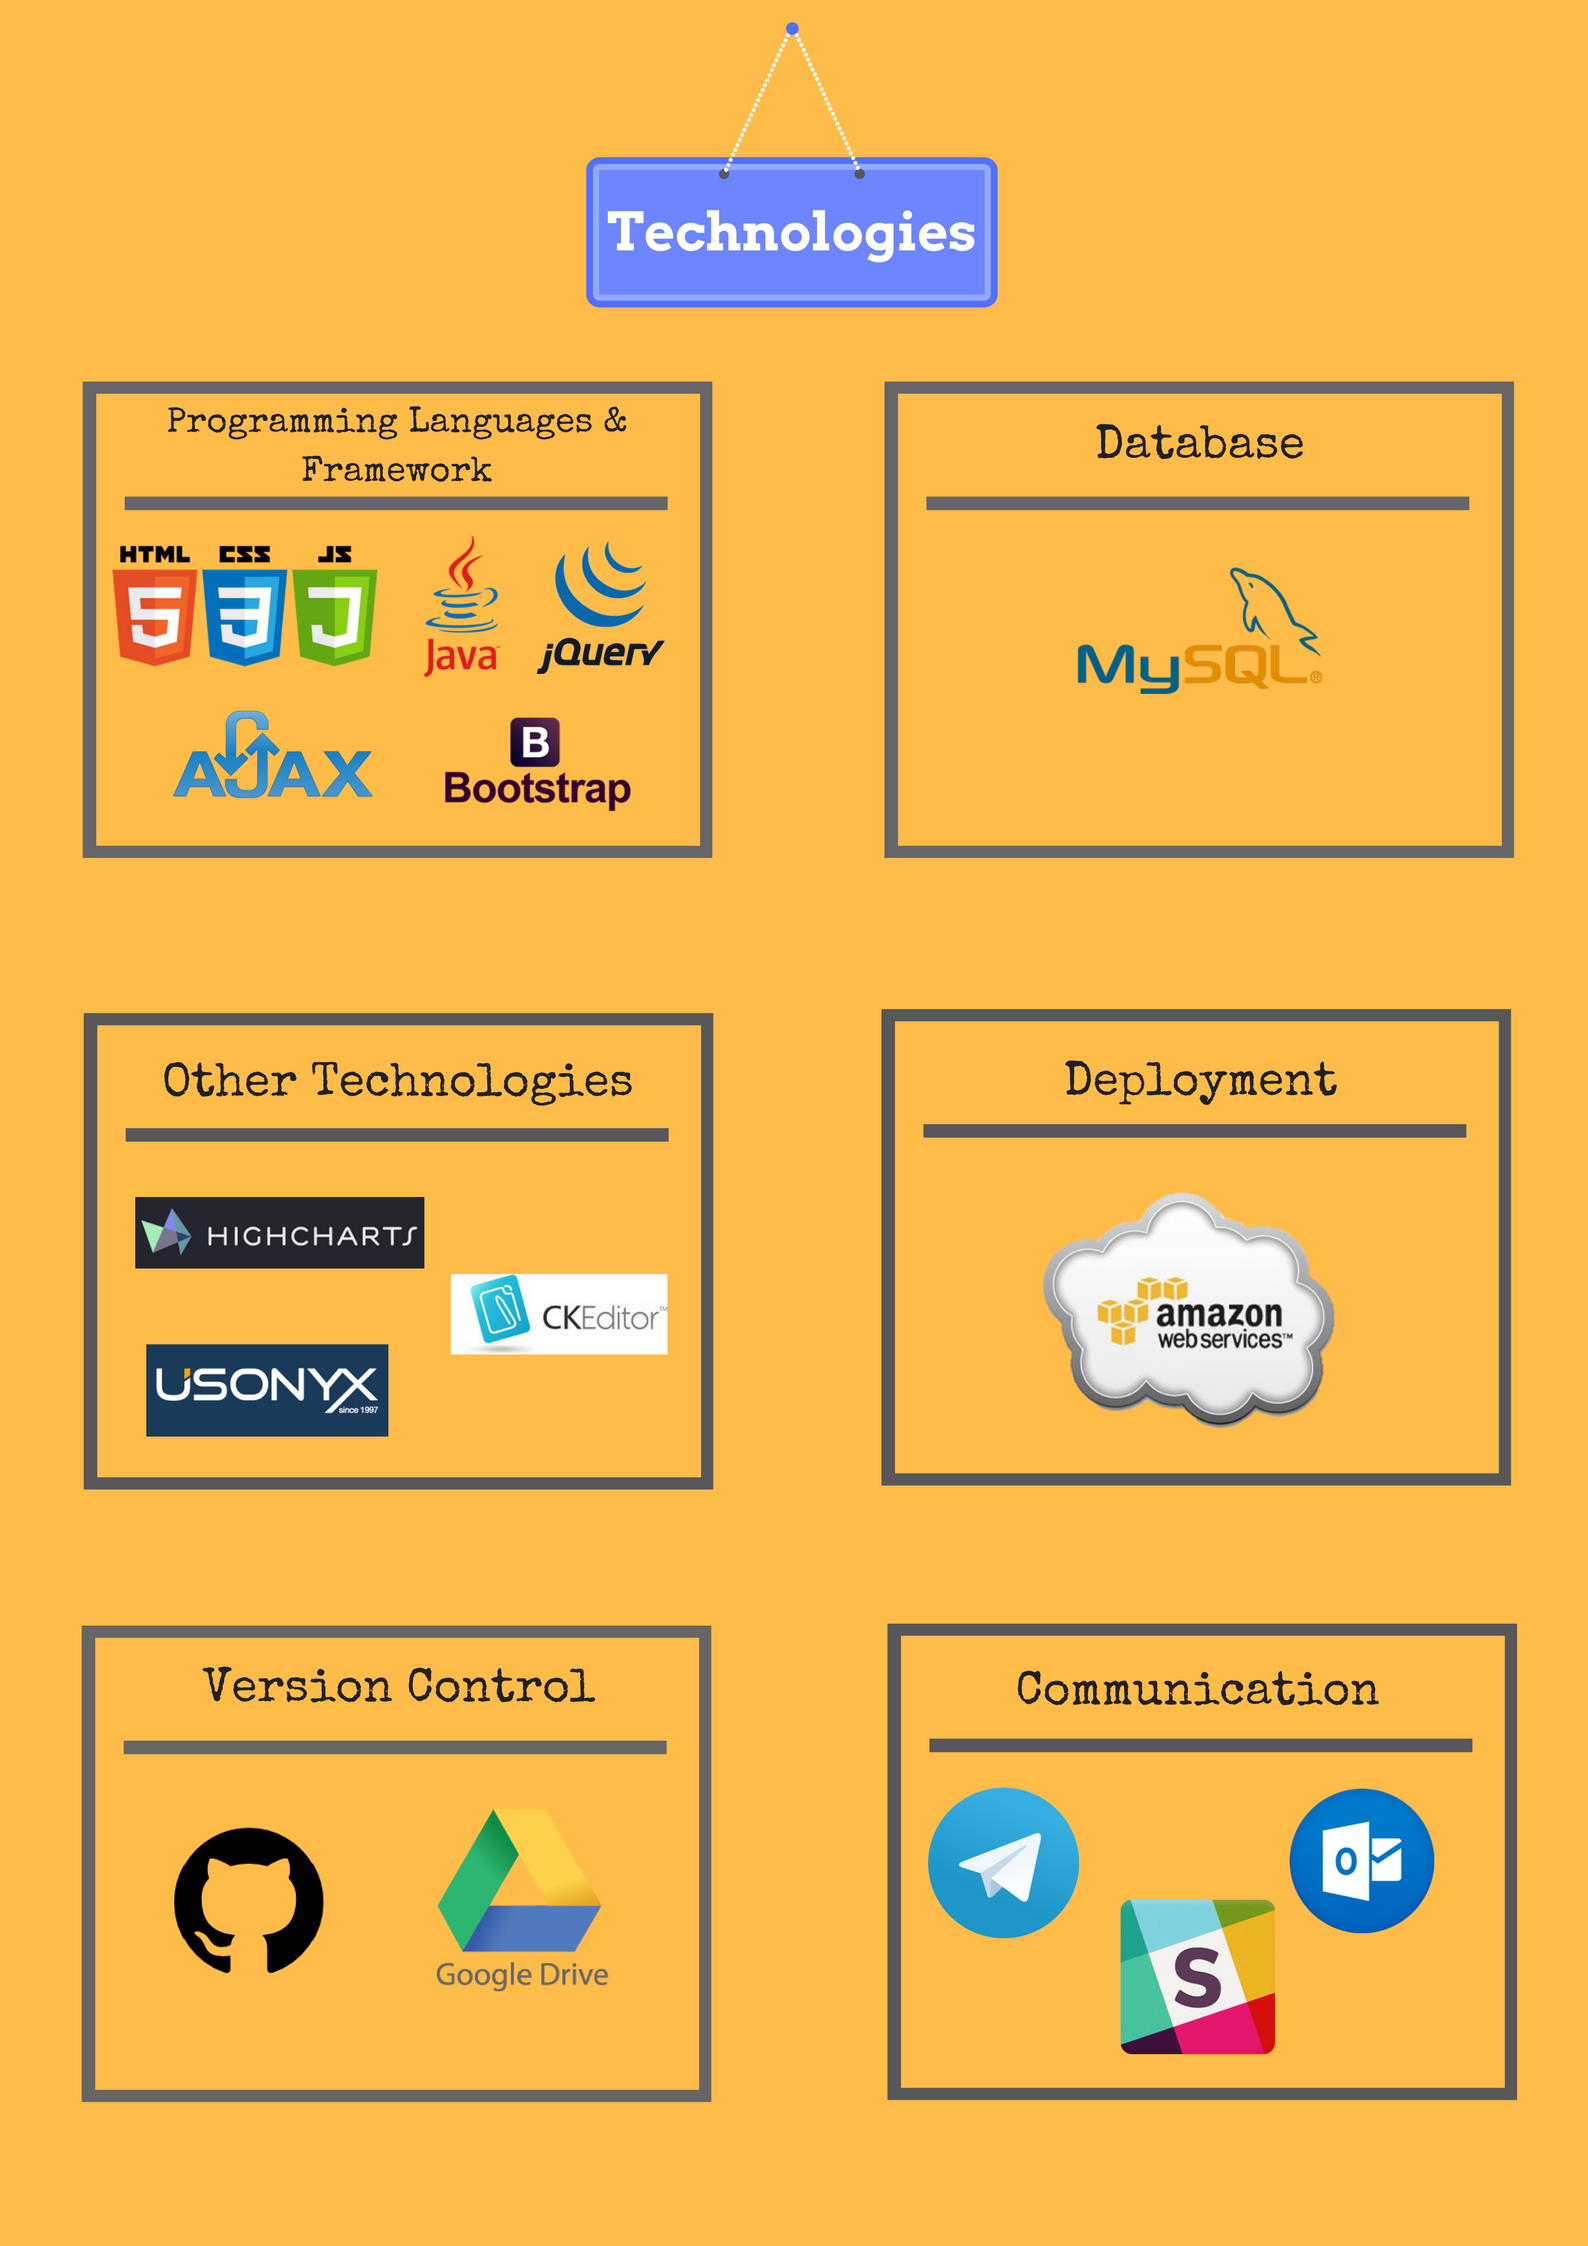 Technologies
Programming Languages &
Framework
HTML CSS JS
5 3 J
Java™
jQuery
AJAX
B
Bootstrap
Database
MySQL®
Other Technologies
HIGHCHARTS
CKEditor™
USONYX
since 1997
Deployment
amazon
web services™
Version Control
Google Drive
Communication
O
S